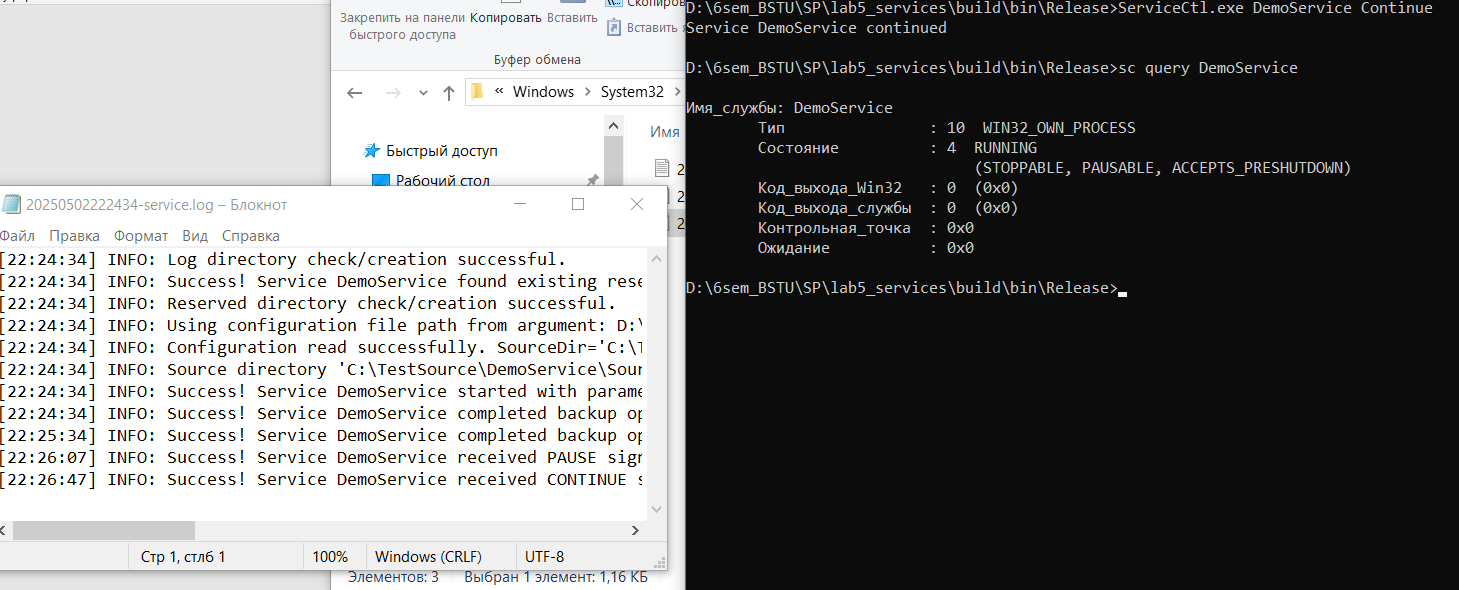 Закрепить на панели
быстрого доступа
Копировать
Вставить
Вставить
Буфер обмена
« Windows > System32 >
Быстрый доступ
Рабочий стол
Имя
20250502222434-service.log – Блокнот
Файл Правка Формат Вид Справка
[22:24:34] INFO: Log directory check/creation successful.
[22:24:34] INFO: Success! Service DemoService found existing rese
[22:24:34] INFO: Reserved directory check/creation successful.
[22:24:34] INFO: Using configuration file path from argument: D:\
[22:24:34] INFO: Configuration read successfully. SourceDir='C:\T
[22:24:34] INFO: Source directory 'C:\TestSource\DemoService\Sour
[22:24:34] INFO: Success! Service DemoService started with parame
[22:24:34] INFO: Success! Service DemoService completed backup op
[22:25:34] INFO: Success! Service DemoService completed backup op
[22:26:07] INFO: Success! Service DemoService received PAUSE sign
[22:26:47] INFO: Success! Service DemoService received CONTINUE s
Стр 1, стлб 1 100% Windows (CRLF) UTF-8
Элементов: 3 Выбран 1 элемент: 1,16 КБ
D:\6sem_BSTU\SP\lab5_services\build\bin\Release>ServiceCtl.exe DemoService Continue
Service DemoService continued
D:\6sem_BSTU\SP\lab5_services\build\bin\Release>sc query DemoService
Имя_службы: DemoService
Тип : 10 WIN32_OWN_PROCESS
Состояние : 4 RUNNING
(STOPPABLE, PAUSABLE, ACCEPTS_PRESHUTDOWN)
Код_выхода_Win32 : 0 (0x0)
Код_выхода_службы : 0 (0x0)
Контрольная_точка : 0x0
Ожидание : 0x0
D:\6sem_BSTU\SP\lab5_services\build\bin\Release>